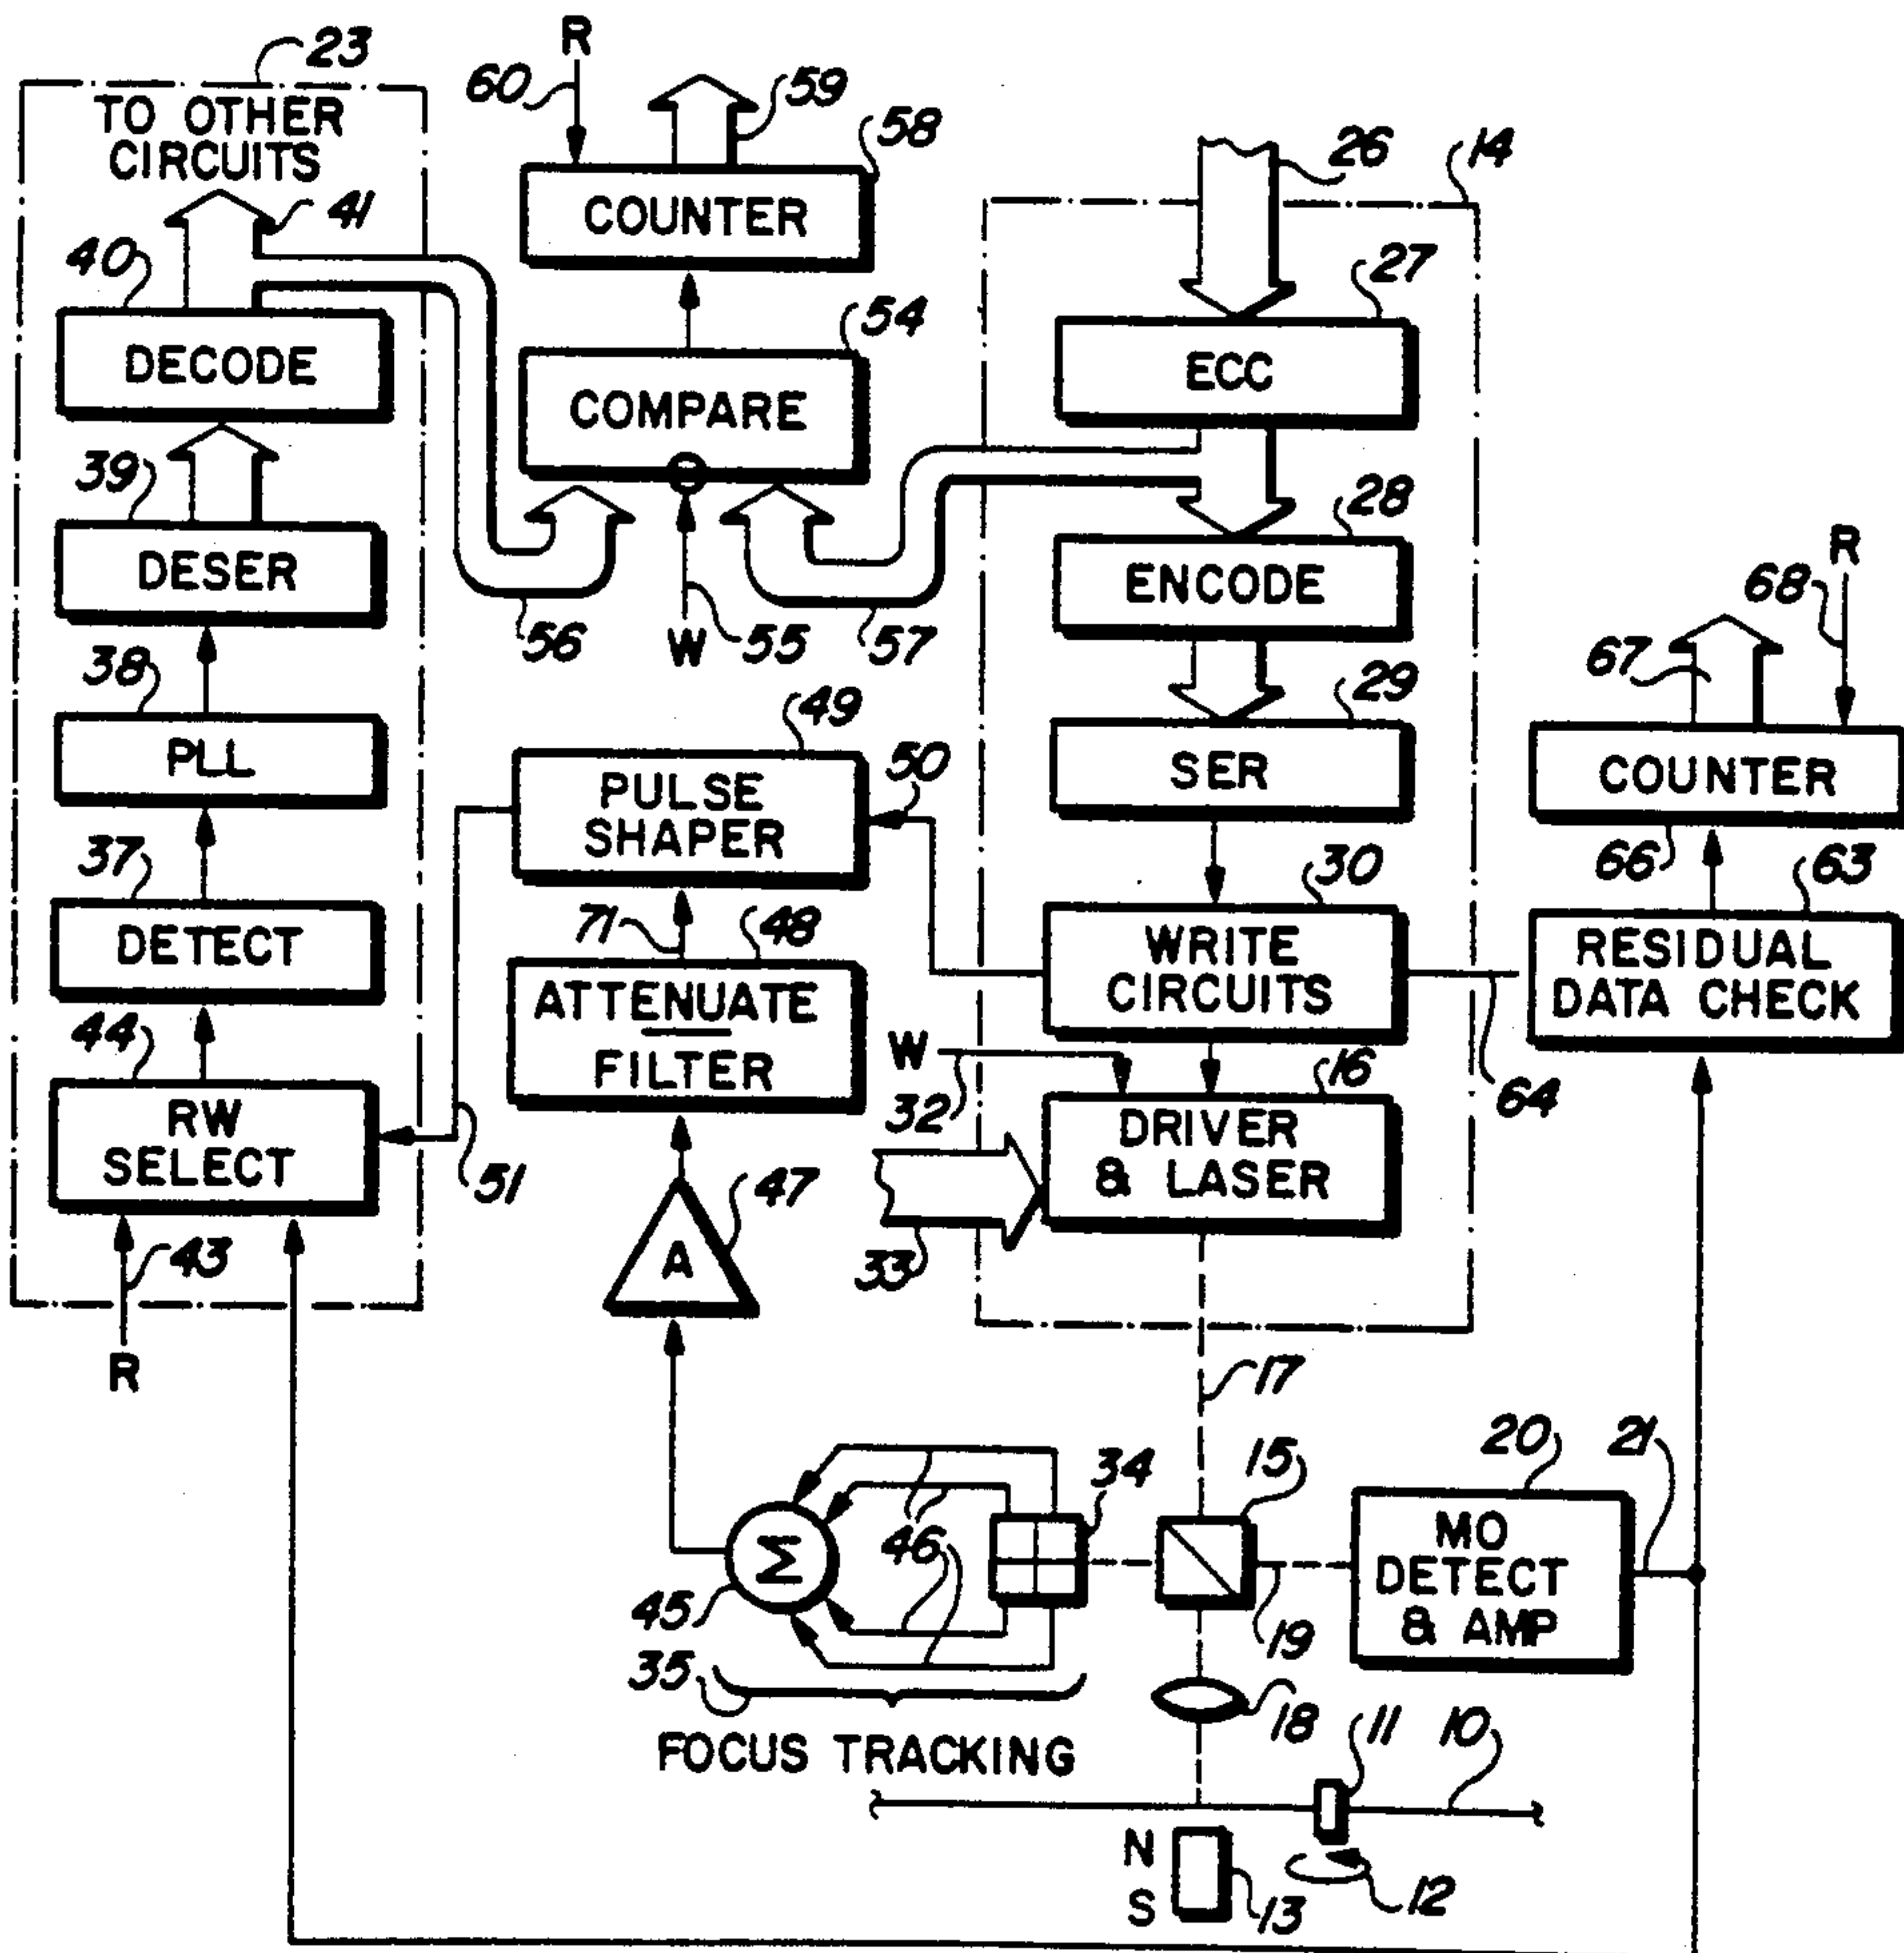 23
TO OTHER
CIRCUITS
41
40
DECODE
39
DESER
38
PLL
37
DETECT
44
RW
SELECT
43
R
51
R
60
59
58
COUNTER
54
COMPARE
56
W
55
57
49
PULSE
SHAPER
50
71
48
ATTENUATE
FILTER
47
A
26
14
27
ECC
28
ENCODE
29
SER
30
WRITE
CIRCUITS
W
32
16
DRIVER
& LASER
33
64
R
68
67
COUNTER
66
63
RESIDUAL
DATA CHECK
17
34
15
20
21
Σ
46
MO
DETECT
& AMP
45
19
35
FOCUS TRACKING
18
11
10
N
S
13
12